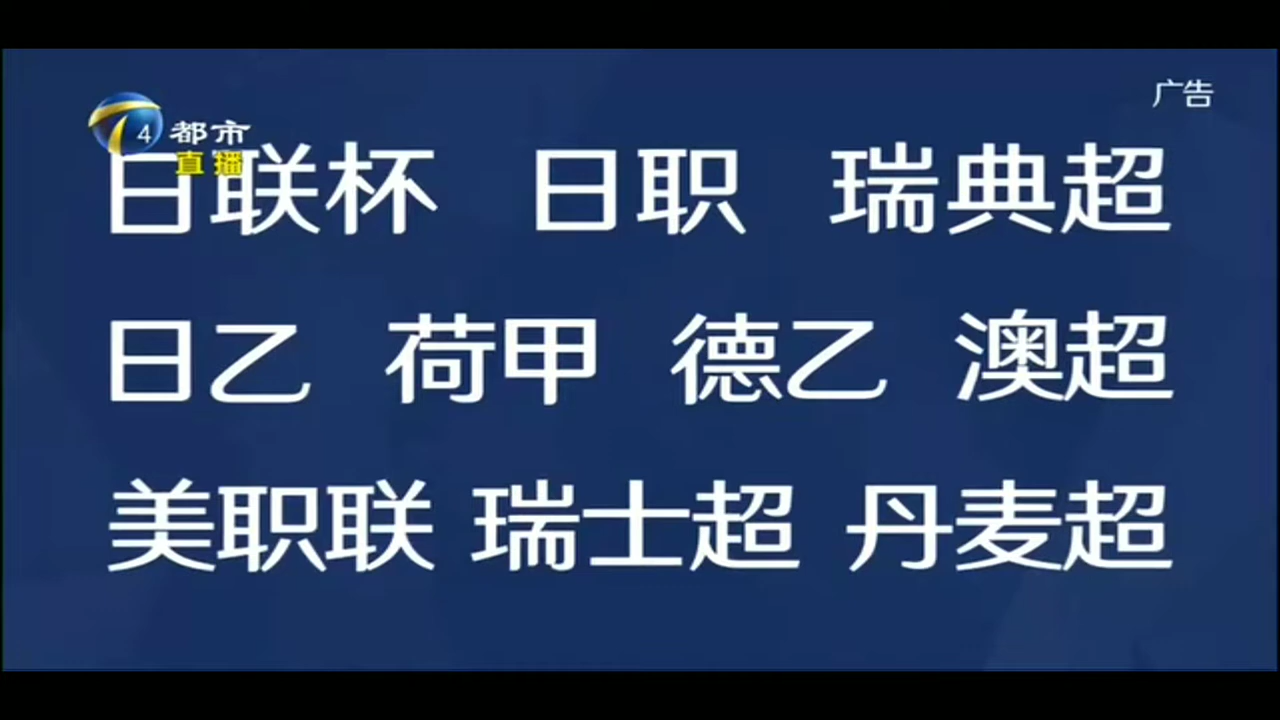 广告
4 都市
直播
日联杯 日职 瑞典超
日乙 荷甲 德乙 澳超
美职联 瑞士超 丹麦超